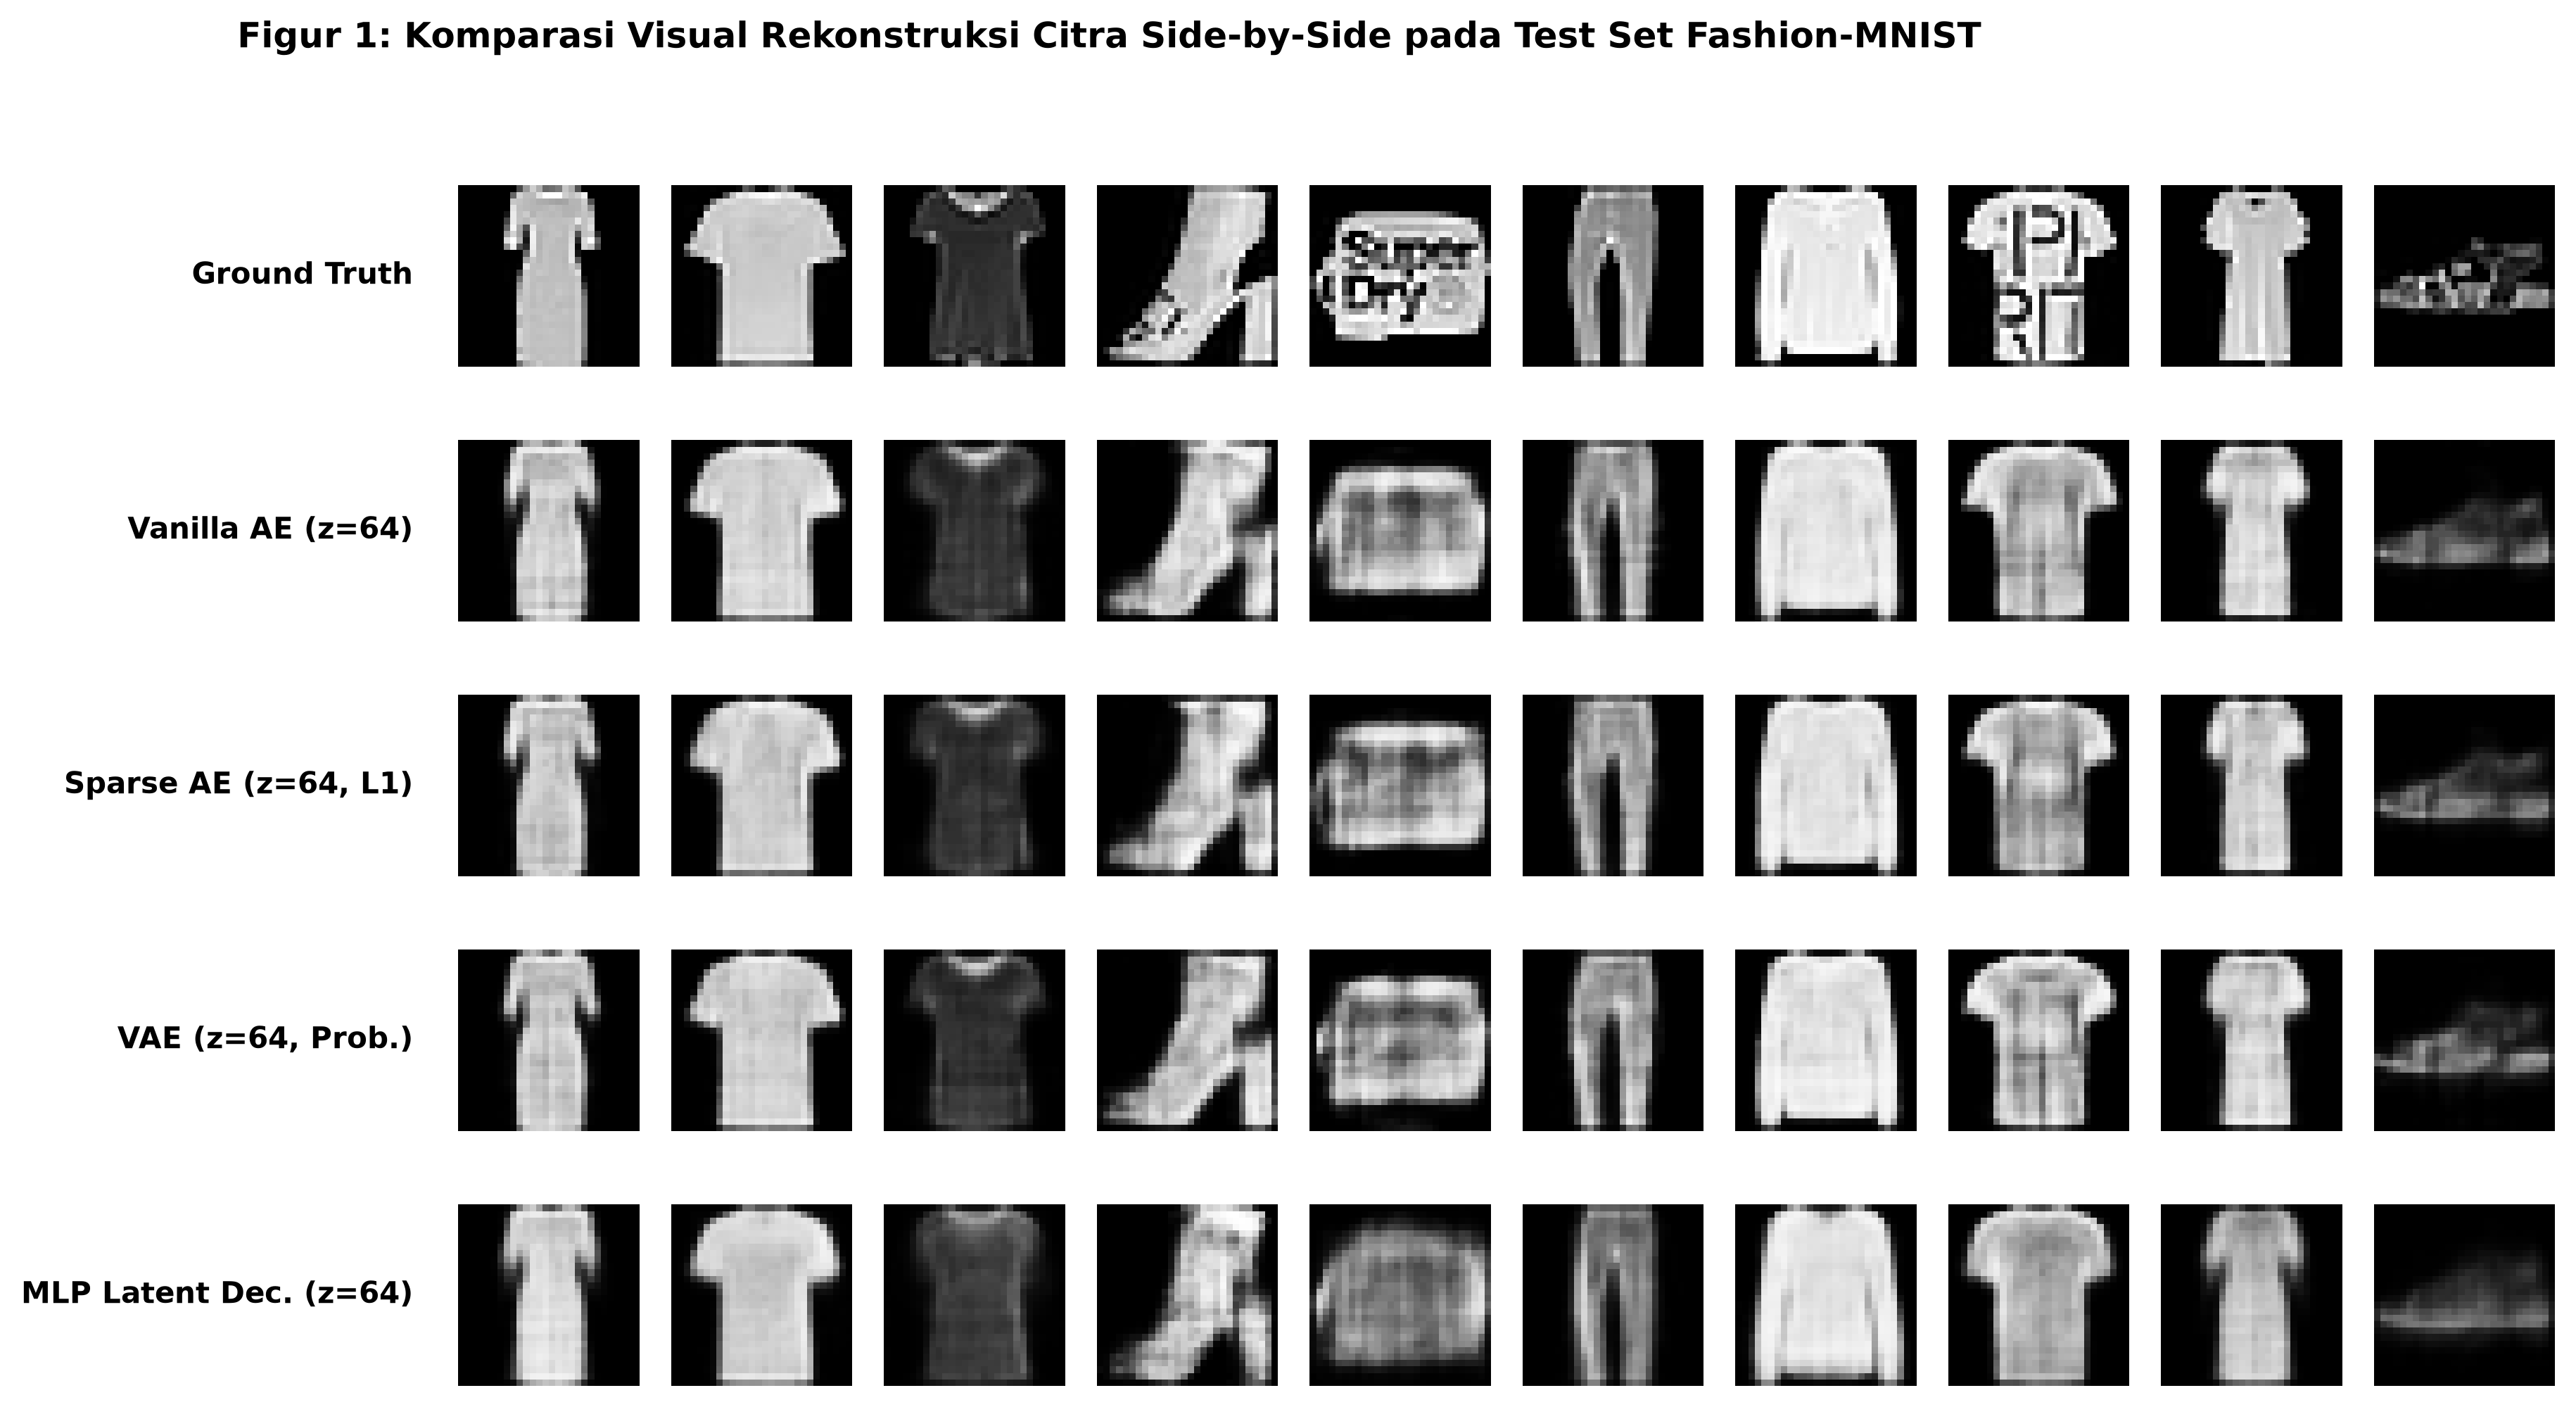 Figur 1: Komparasi Visual Rekonstruksi Citra Side-by-Side pada Test Set Fashion-MNIST
Ground Truth
Super
Dry
Vanilla AE (z=64)
Sparse AE (z=64, L1)
VAE (z=64, Prob.)
MLP Latent Dec. (z=64)